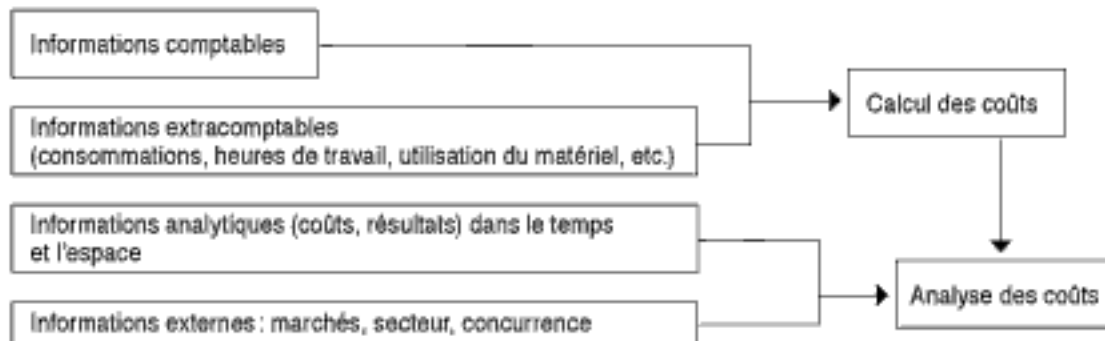 Informations comptables
Calcul des coûts
Informations extracomptables
(consommations, heures de travail, utilisation du matériel, etc.)
Informations analytiques (coûts, résultats) dans le temps
et l'espace
Analyse des coûts
Informations externes : marchés, secteur, concurrence